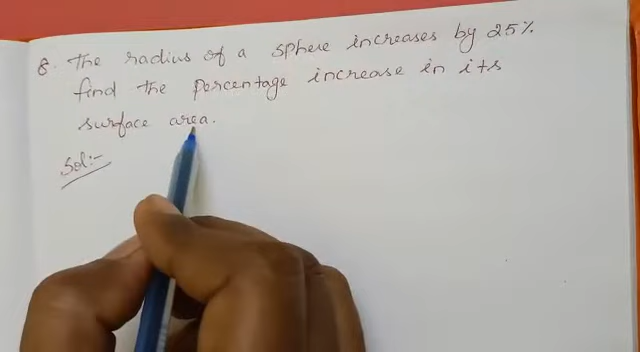 8. The radius of a sphere increases by 25%.
find the percentage increase in its
surface area.
Sol:-